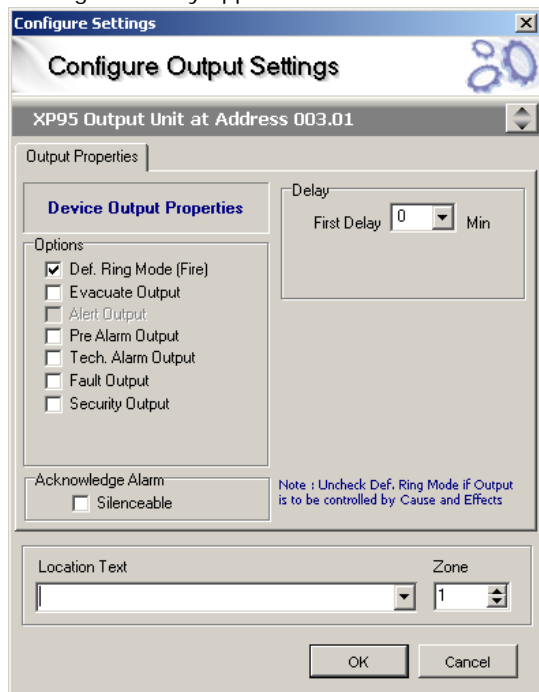 Configure Settings
Configure Output Settings
XP95 Output Unit at Address 003.01
Output Properties
Device Output Properties
Options
Def. Ring Mode (Fire)
Evacuate Output
Alert Output
Pre Alarm Output
Tech. Alarm Output
Fault Output
Security Output
Acknowledge Alarm
Silenceable
Delay
First Delay 0 Min
Note : Uncheck Def. Ring Mode if Output
is to be controlled by Cause and Effects
Location Text
Zone
1
OK
Cancel